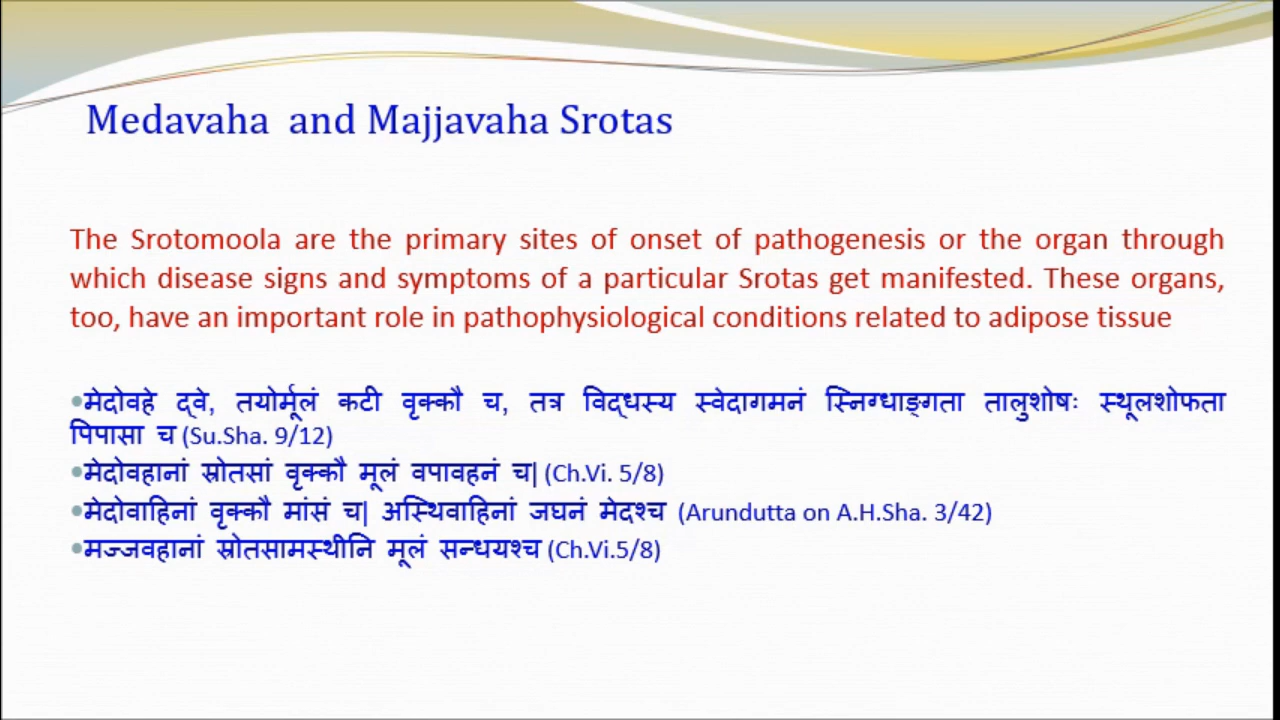 Medavaha and Majjavaha Srotas
The Srotomoola are the primary sites of onset of pathogenesis or the organ through
which disease signs and symptoms of a particular Srotas get manifested. These organs,
too, have an important role in pathophysiological conditions related to adipose tissue
•मेदोवहे द्वे, तयोर्मूलं कटी वृक्कौ च, तत्र विद्धस्य स्वेदागमनं स्निग्धाङ्गता तालुशोषः स्थूलशोफता
पिपासा च (Su.Sha. 9/12)
•मेदोवहानां स्रोतसां वृक्कौ मूलं वपावहनं च| (Ch.Vi. 5/8)
•मेदोवाहिनां वृक्कौ मांसं च| अस्थिवाहिनां जघनं मेदश्च (Arundutta on A.H.Sha. 3/42)
•मज्जवहानां स्रोतसामस्थीनि मूलं सन्धयश्च (Ch.Vi.5/8)